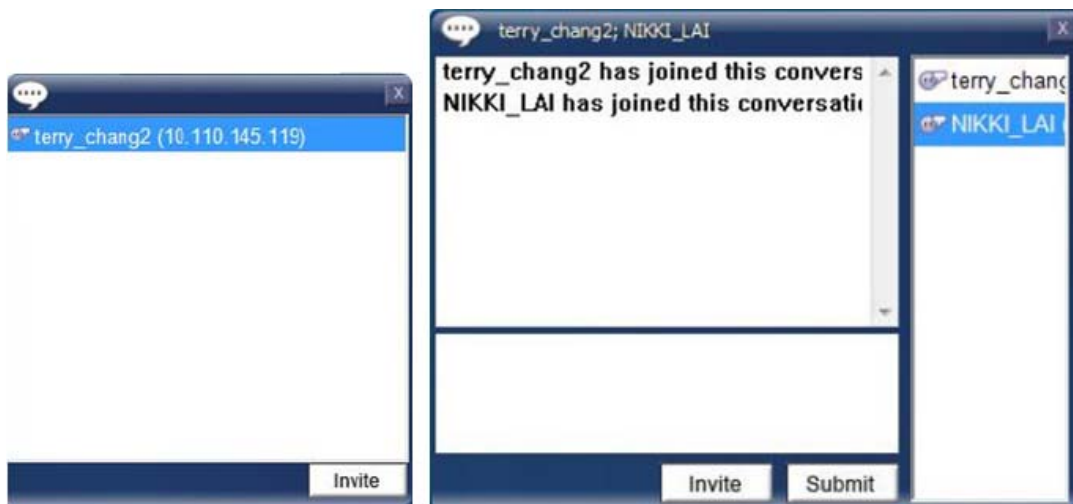 X
terry_chang2 (10.110.145.119)
Invite
terry_chang2; NIKKI_LAI
X
terry_chang2 has joined this convers
NIKKI_LAI has joined this conversati
terry_chang
NIKKI_LAI (
Invite
Submit